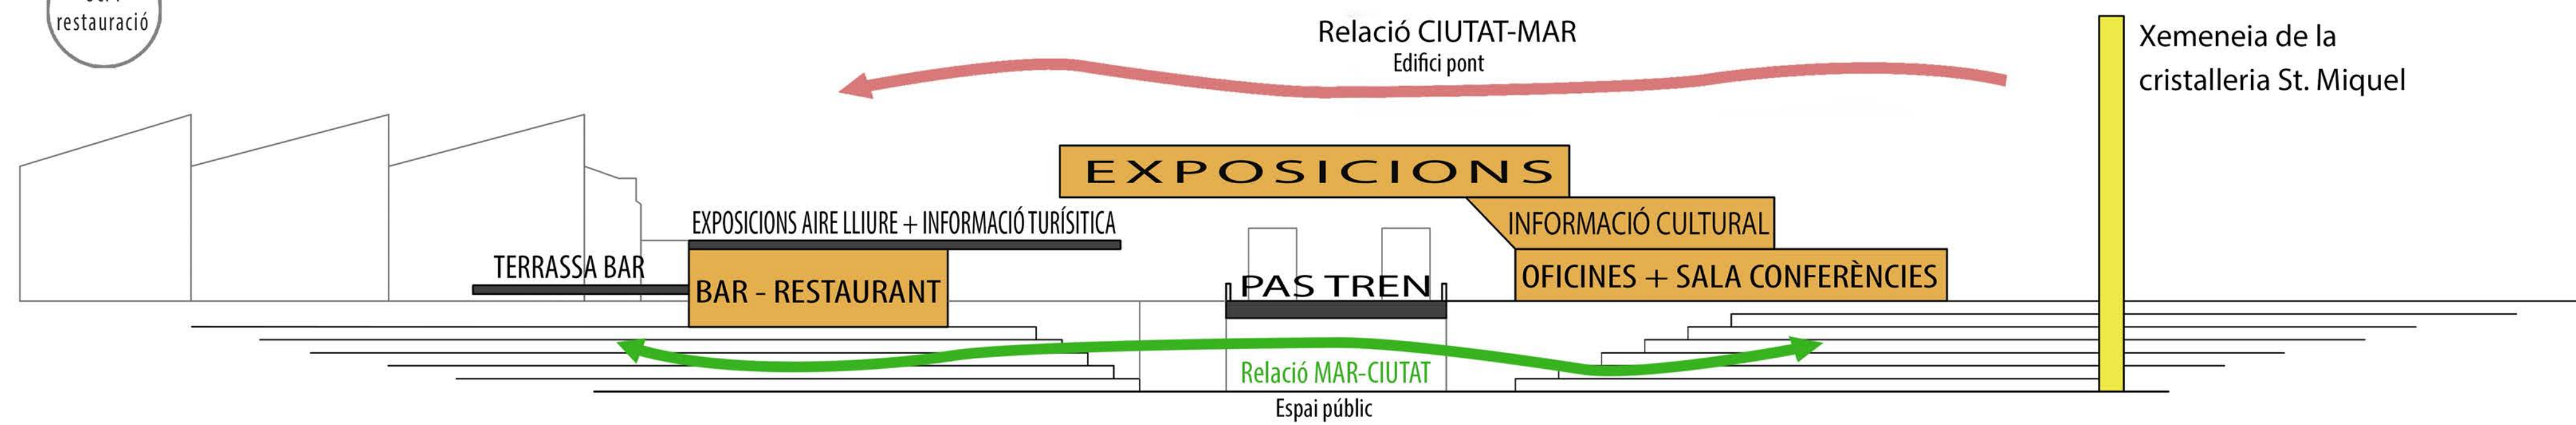 restauració
Relació CIUTAT-MAR
Edifici pont
Xemeneia de la
cristalleria St. Miquel
EXPOSICIONS
EXPOSICIONS AIRE LLIURE + INFORMACIÓ TURÍSITICA
INFORMACIÓ CULTURAL
TERRASSA BAR
BAR - RESTAURANT
PAS TREN
OFICINES + SALA CONFERÈNCIES
Relació MAR-CIUTAT
Espai públic